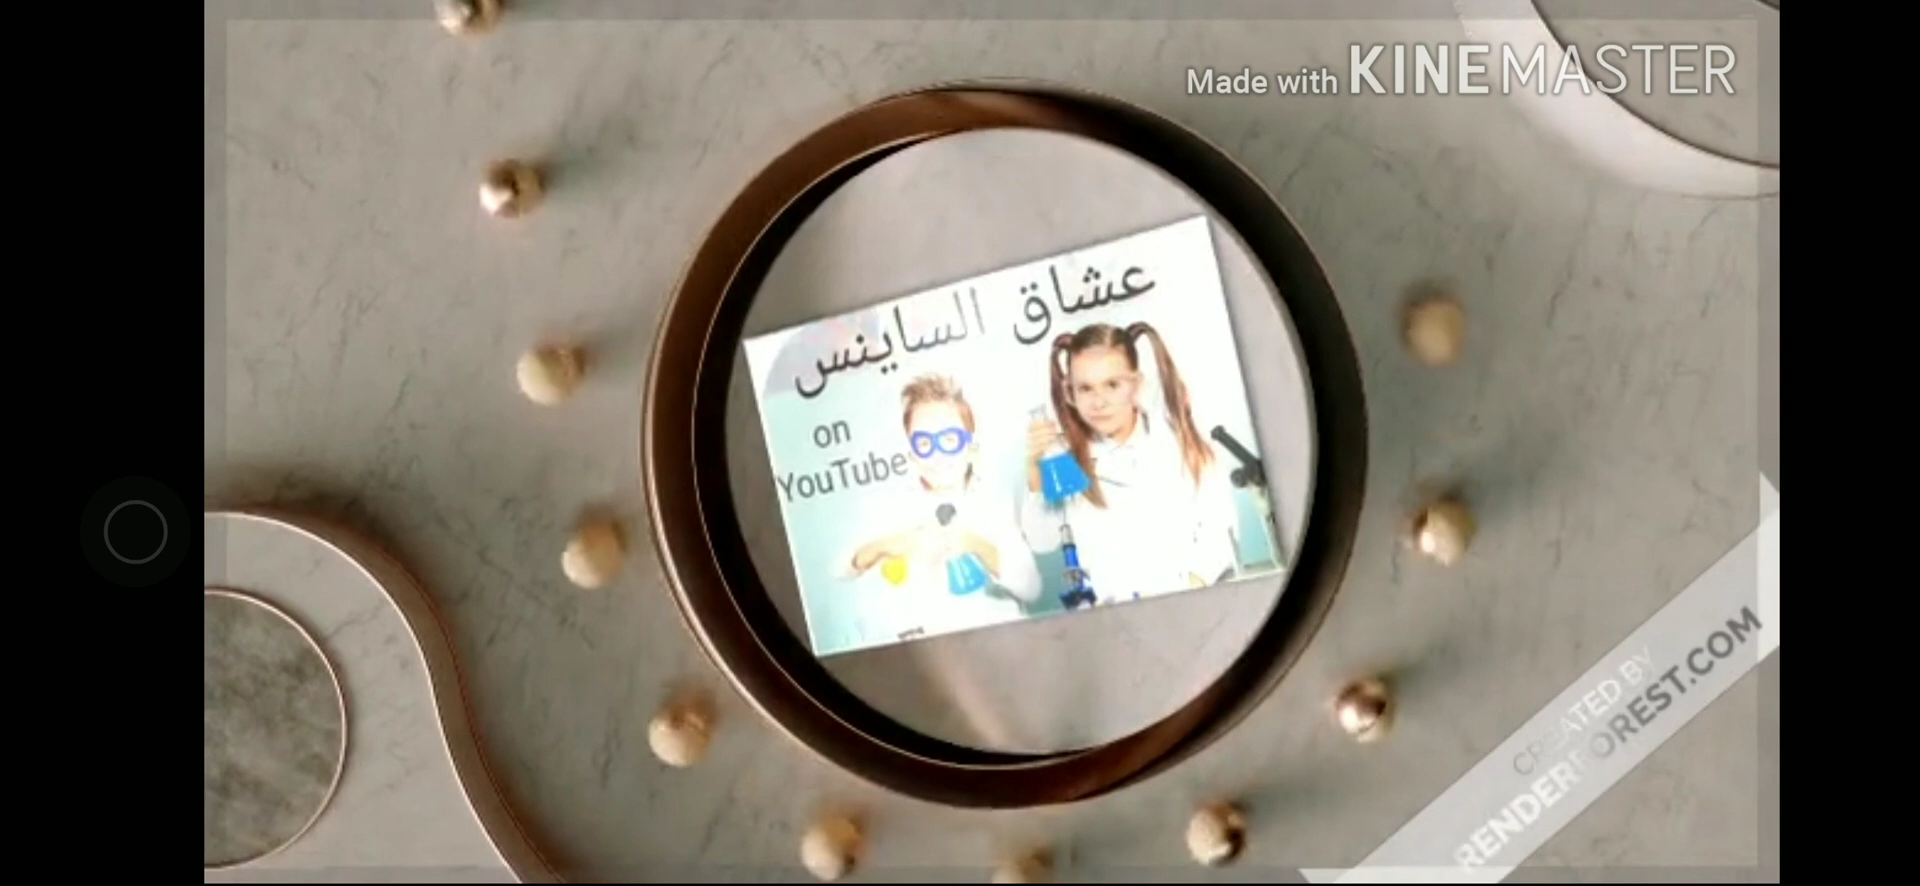 Made with KINEMASTER
عشاق الساينس
on
YouTube
CREATED BY
RENDERFOREST.COM